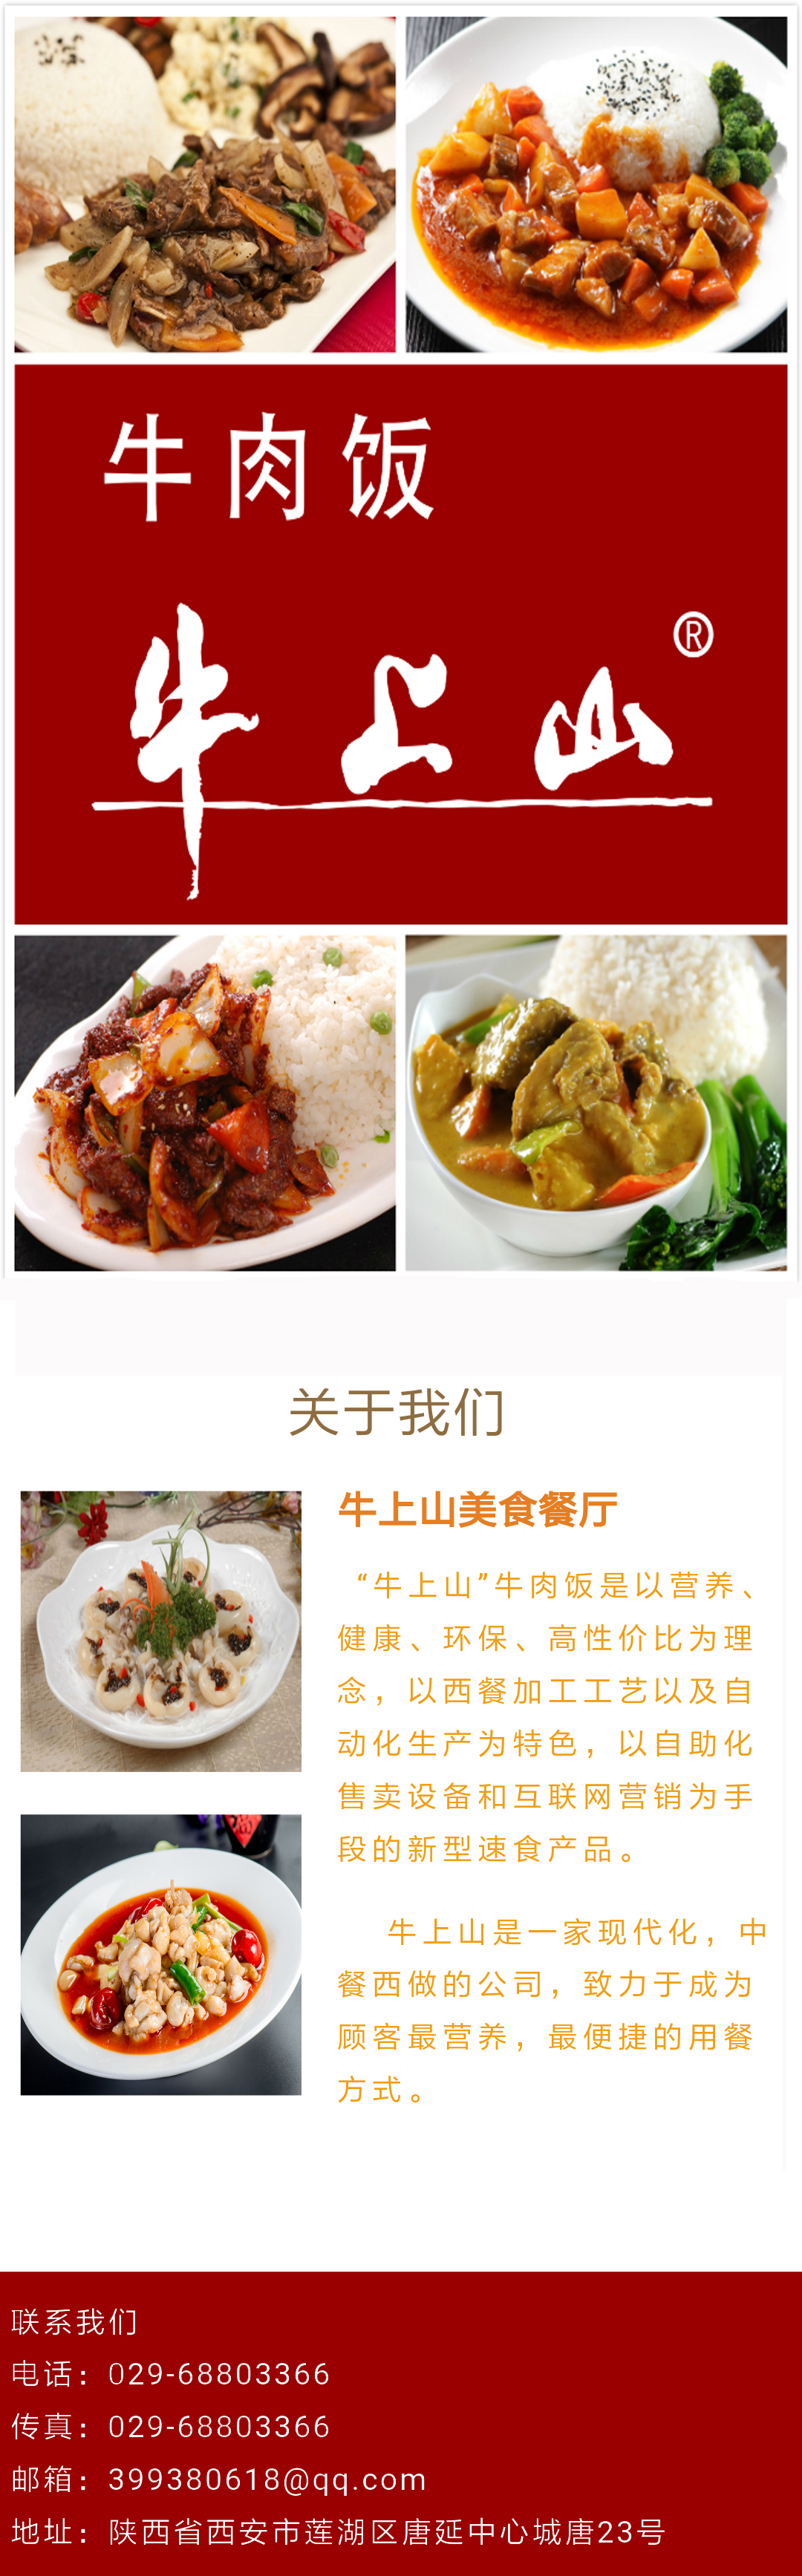 牛肉饭
牛上山®
关于我们
牛上山美食餐厅
“牛上山”牛肉饭是以营养、
健康、环保、高性价比为理
念，以西餐加工工艺以及自
动化生产为特色，以自助化
售卖设备和互联网营销为手
段的新型速食产品。
牛上山是一家现代化，中
餐西做的公司，致力于成为
顾客最营养，最便捷的用餐
方式。
联系我们
电话：029-68803366
传真：029-68803366
邮箱：399380618@qq.com
地址：陕西省西安市莲湖区唐延中心城唐23号